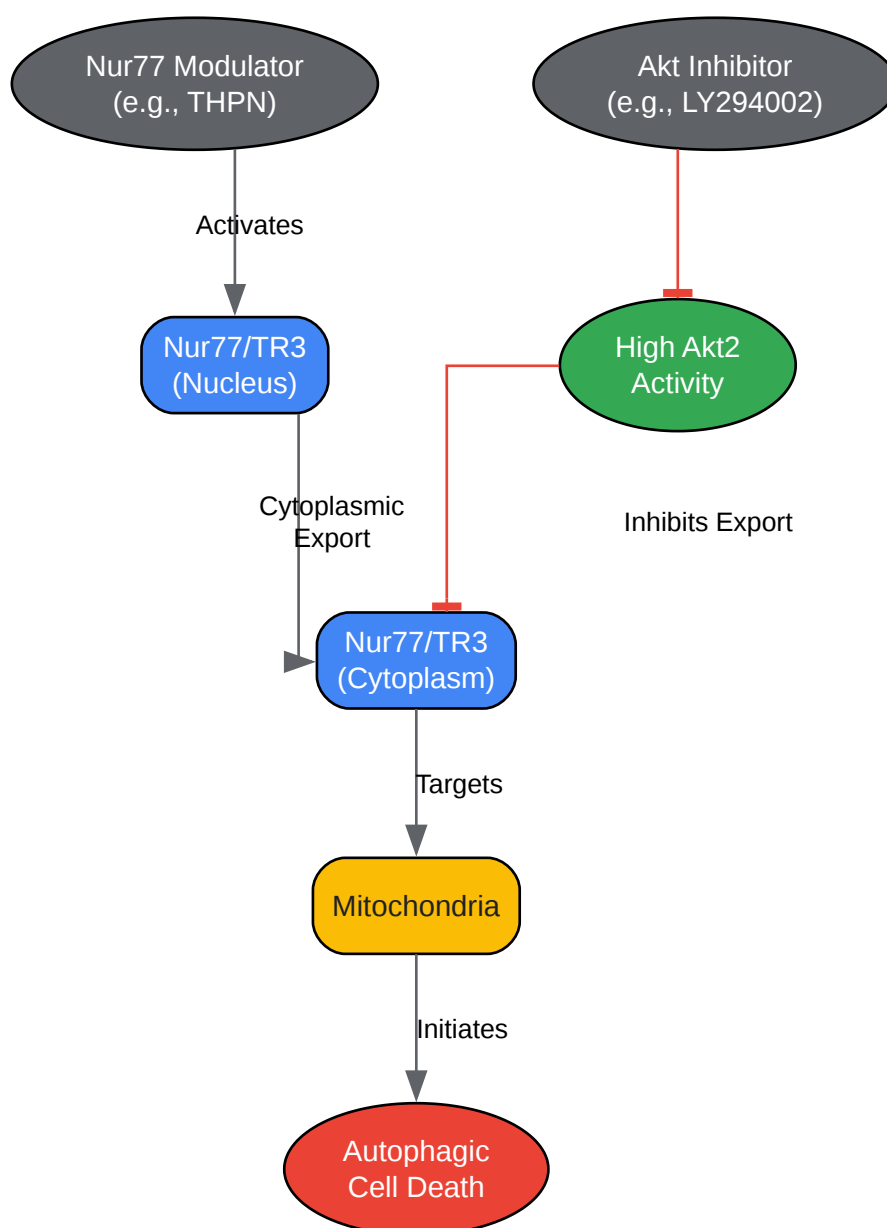 Nur77 Modulator
(e.g., THPN)
Akt Inhibitor
(e.g., LY294002)
Activates
Nur77/TR3
(Nucleus)
High Akt2
Activity
Cytoplasmic
Export
Inhibits Export
Nur77/TR3
(Cytoplasm)
Targets
Mitochondria
Initiates
Autophagic
Cell Death